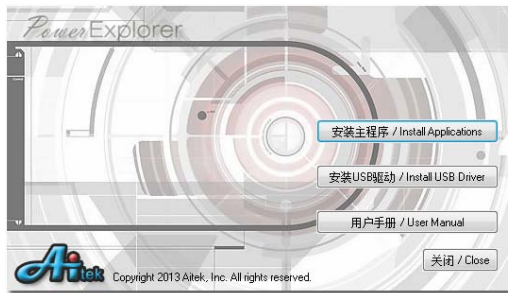 PowerExplorer
安装主程序 / Install Applications
安装USB驱动 / Install USB Driver
用户手册 / User Manual
关闭 / Close
Aitek Copyright 2013 Aitek, Inc. All rights reserved.